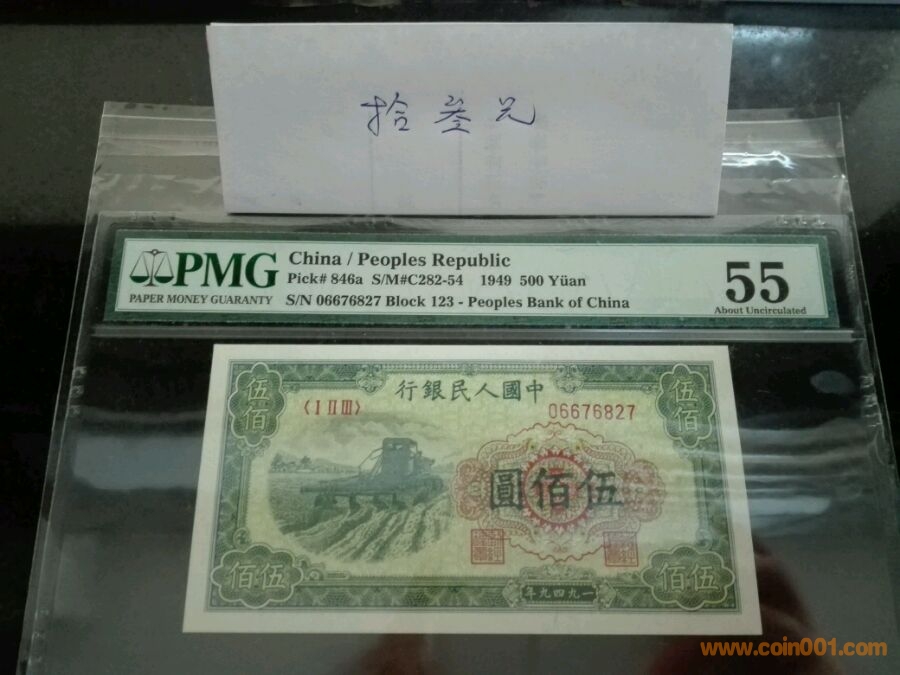 拾叁元
PMG
PAPER MONEY GUARANTY
China / Peoples Republic
Pick# 846a S/M#C282-54 1949 500 Yüan
S/N 06676827 Block 123 - Peoples Bank of China
55
About Uncirculated
行銀民人國中
伍佰
〈I II III〉
06676827
伍佰
圓佰伍
佰伍
年九四九一
佰伍
www.coin001.com